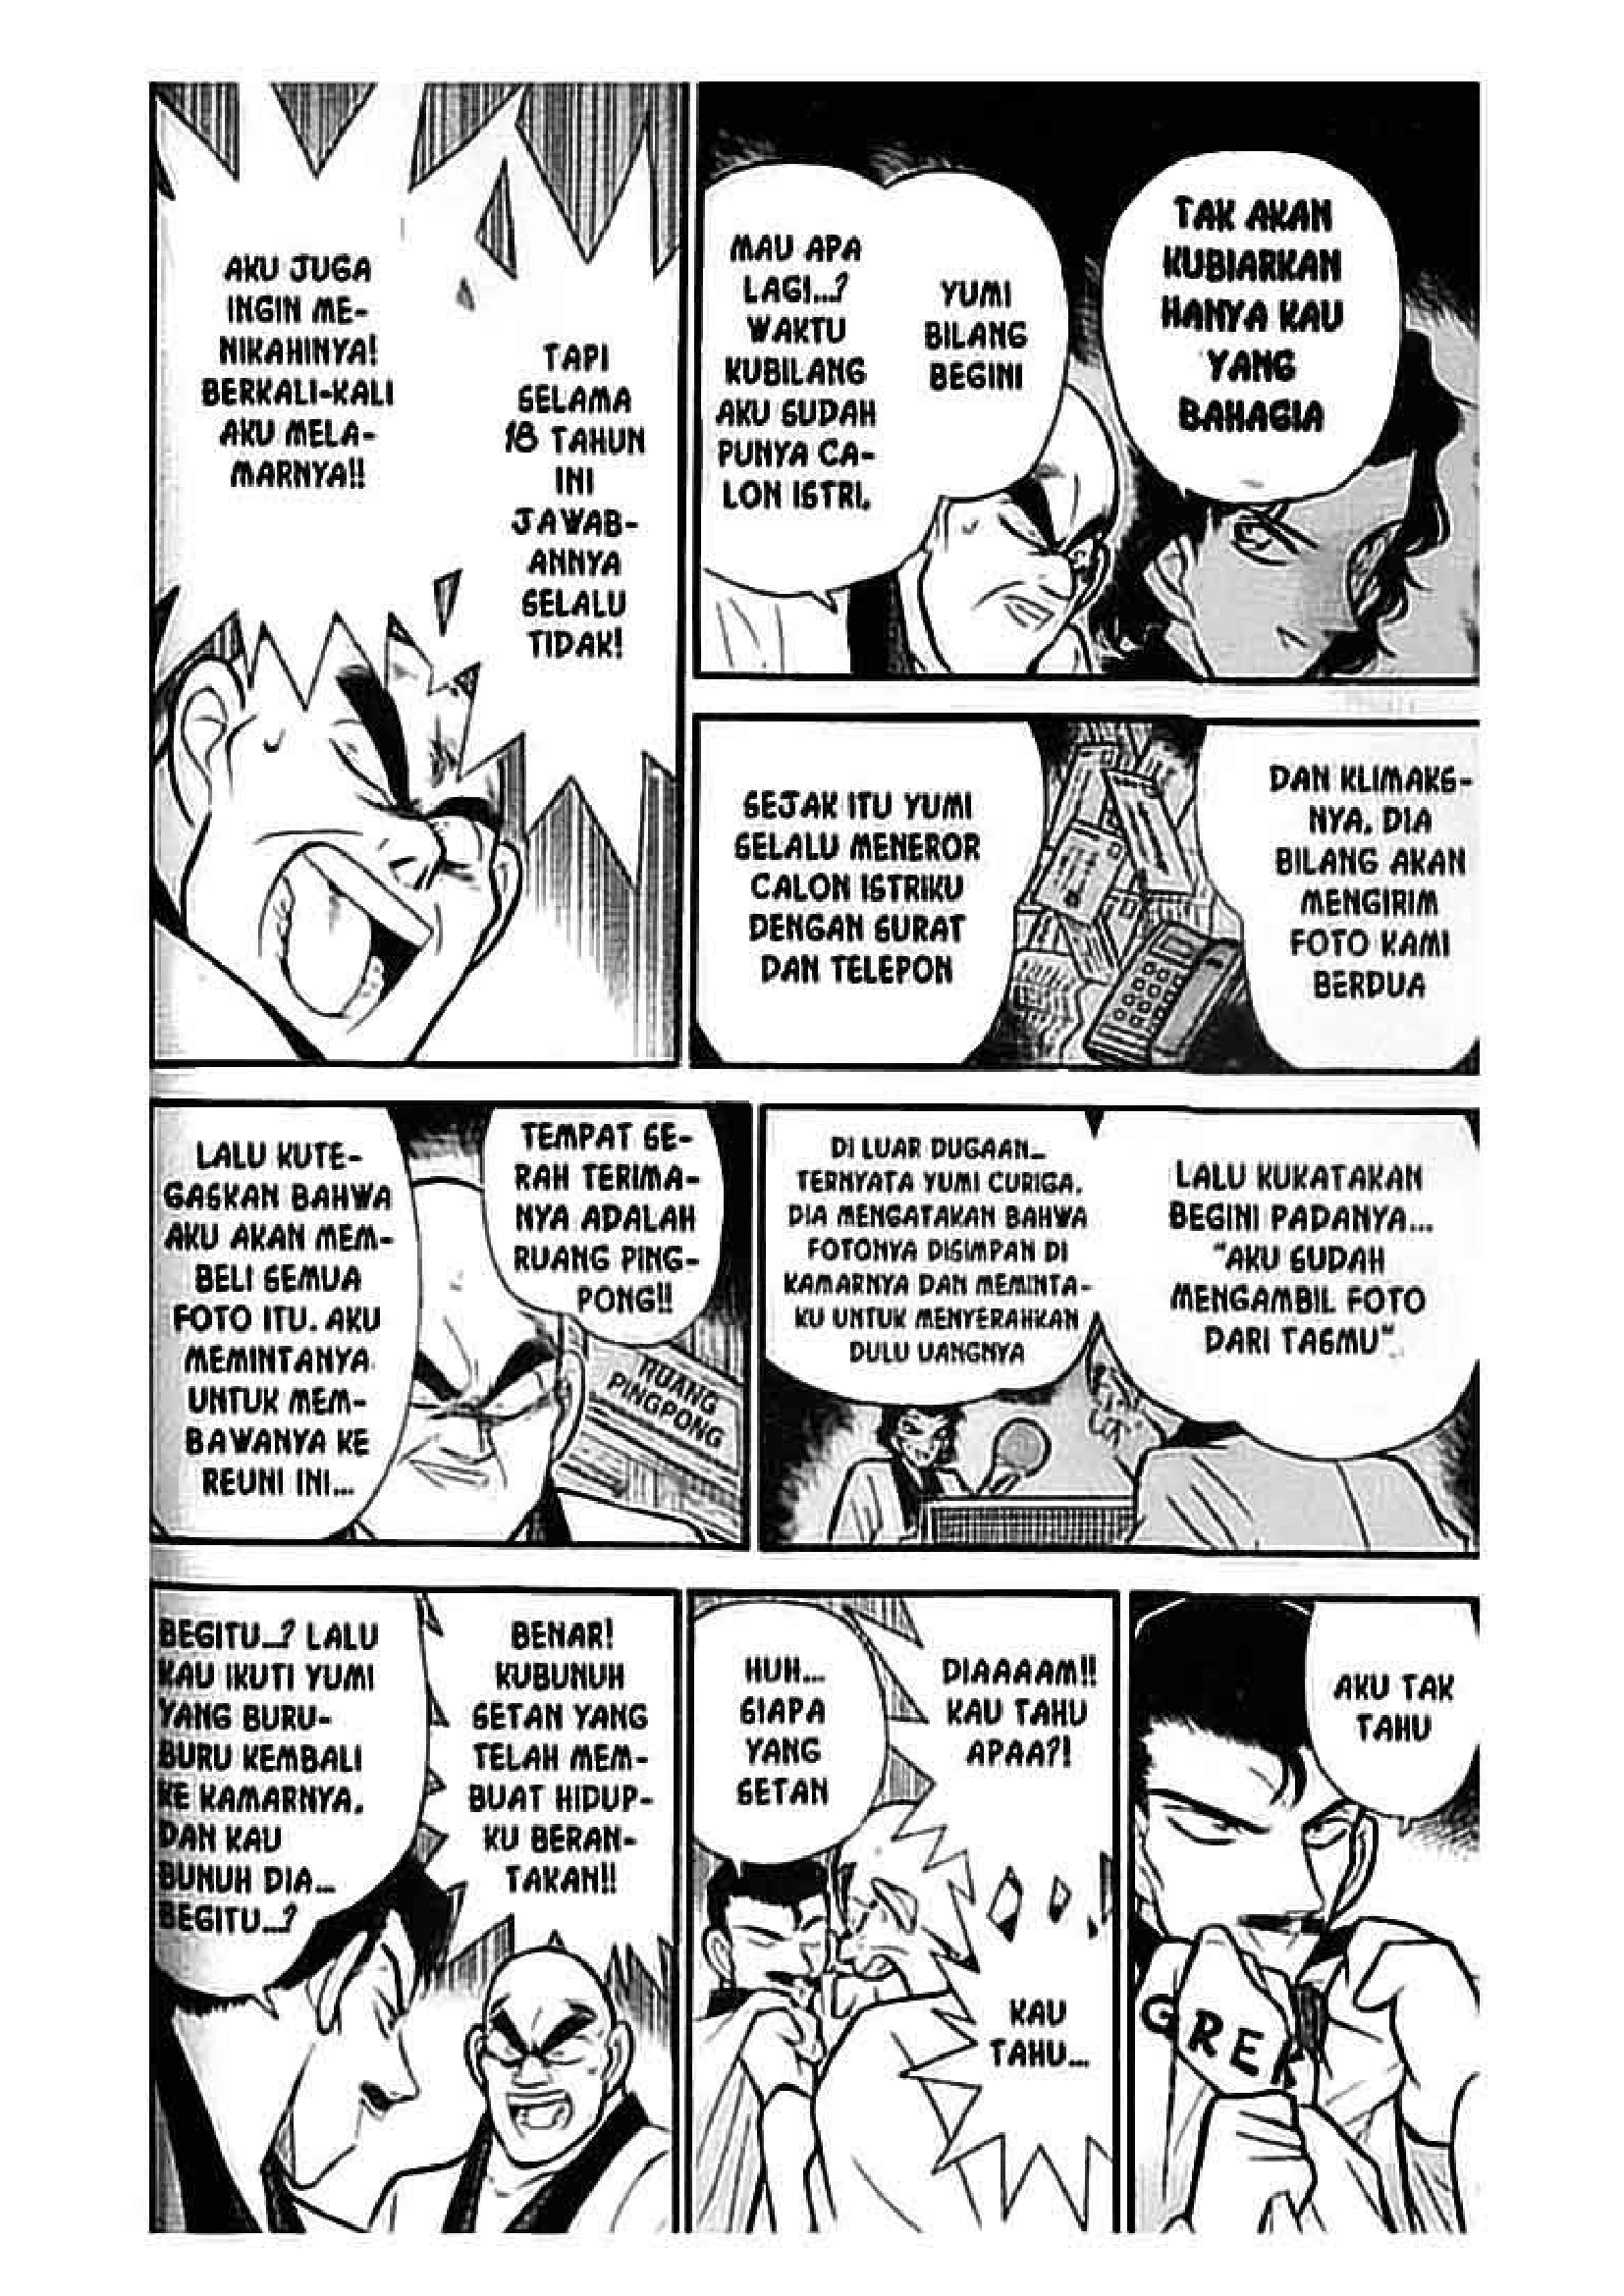 AKU JUGA
INGIN ME-
NIKAHINYA!
BERKALI-KALI
AKU MELA-
MARNYA!!
TAPI
SELAMA
18 TAHUN
INI
JAWAB-
ANNYA
SELALU
TIDAK!
MAU APA
LAGI...?
WAKTU
KUBILANG
AKU SUDAH
PUNYA CA-
LON ISTRI,
YUMI
BILANG
BEGINI
TAK AKAN
KUBIARKAN
HANYA KAU
YANG
BAHAGIA
SEJAK ITU YUMI
SELALU MENEROR
CALON ISTRIKU
DENGAN SURAT
DAN TELEPON
DAN KLIMAKS-
NYA, DIA
BILANG AKAN
MENGIRIM
FOTO KAMI
BERDUA
LALU KUTE-
GASKAN BAHWA
AKU AKAN MEM-
BELI SEMUA
FOTO ITU. AKU
MEMINTANYA
UNTUK MEM-
BAWANYA KE
REUNI INI...
TEMPAT SE-
RAH TERIMA-
NYA ADALAH
RUANG PING-
PONG!!
RUANG
PINGPONG
DI LUAR DUGAAN...
TERNYATA YUMI CURIGA.
DIA MENGATAKAN BAHWA
FOTONYA DISIMPAN DI
KAMARNYA DAN MEMINTA-
KU UNTUK MENYERAHKAN
DULU UANGNYA
LALU KUKATAKAN
BEGINI PADANYA...
"AKU SUDAH
MENGAMBIL FOTO
DARI TASMU".
BEGITU...? LALU
KAU IKUTI YUMI
YANG BURU-
BURU KEMBALI
KE KAMARNYA,
DAN KAU
BUNUH DIA...
BEGITU...?
BENAR!
KUBUNUH
SETAN YANG
TELAH MEM-
BUAT HIDUP-
KU BERAN-
TAKAN!!
HUH...
SIAPA
YANG
SETAN
DIAAAAM!!
KAU TAHU
APAA?!
KAU
TAHU...
AKU TAK
TAHU
GREK